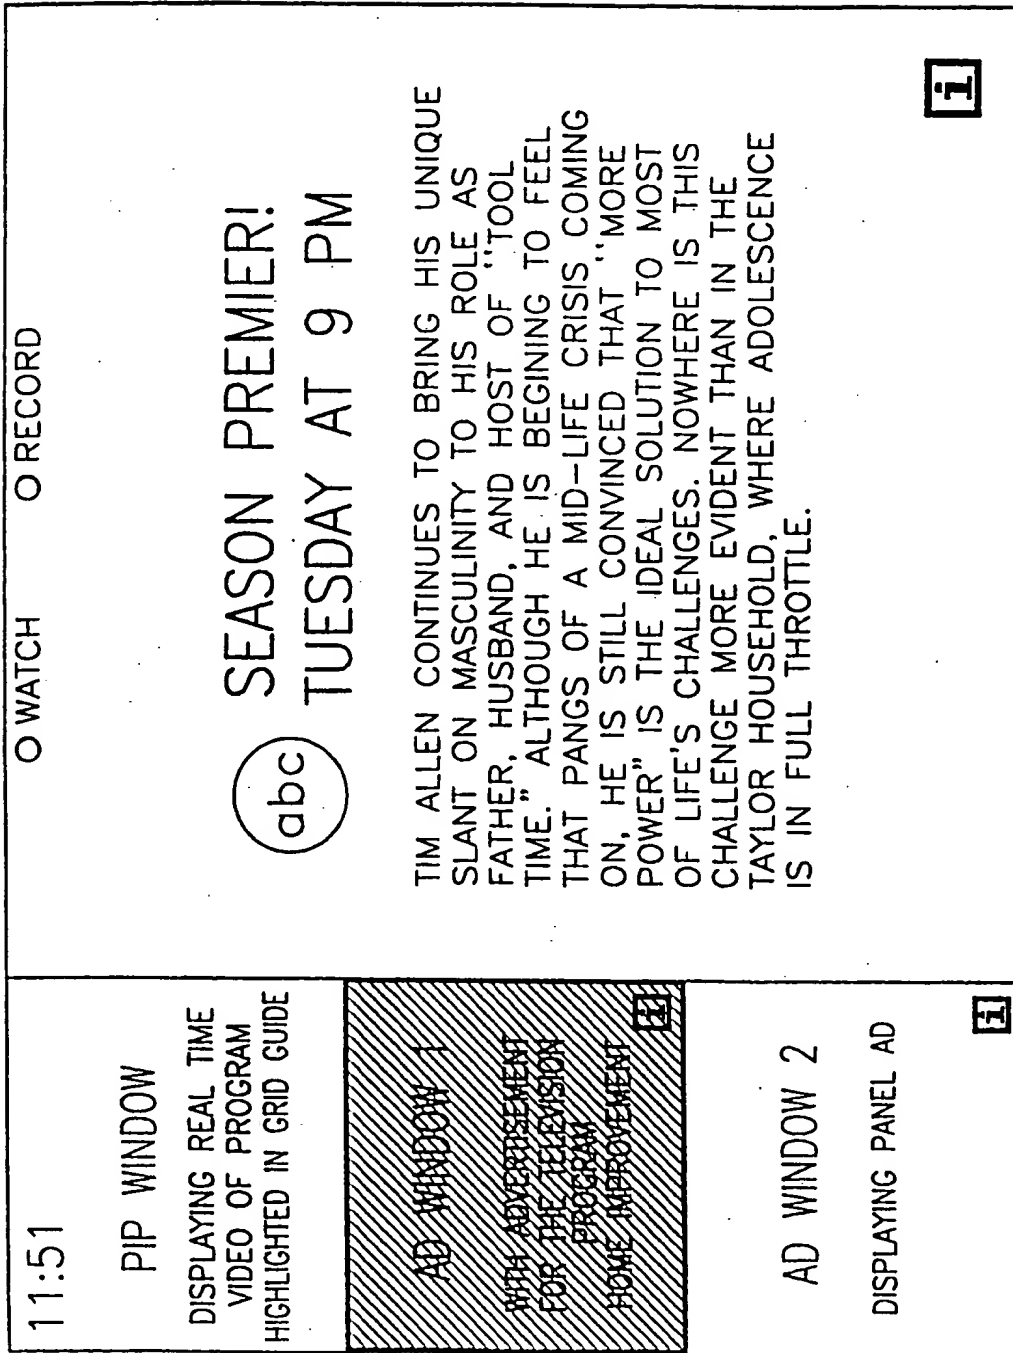 11:51
PIP WINDOW
DISPLAYING REAL TIME
VIDEO OF PROGRAM
HIGHLIGHTED IN GRID GUIDE
AD WINDOW 1
WITH ADVERTISEMENT
FOR THE TELEVISION
PROGRAM
HOME IMPROVEMENT
i
AD WINDOW 2
DISPLAYING PANEL AD
i
O WATCH O RECORD
abc
SEASON PREMIER!
TUESDAY AT 9 PM
TIM ALLEN CONTINUES TO BRING HIS UNIQUE
SLANT ON MASCULINITY TO HIS ROLE AS
FATHER, HUSBAND, AND HOST OF "TOOL
TIME." ALTHOUGH HE IS BEGINING TO FEEL
THAT PANGS OF A MID-LIFE CRISIS COMING
ON, HE IS STILL CONVINCED THAT "MORE
POWER" IS THE IDEAL SOLUTION TO MOST
OF LIFE'S CHALLENGES. NOWHERE IS THIS
CHALLENGE MORE EVIDENT THAN IN THE
TAYLOR HOUSEHOLD, WHERE ADOLESCENCE
IS IN FULL THROTTLE.
i